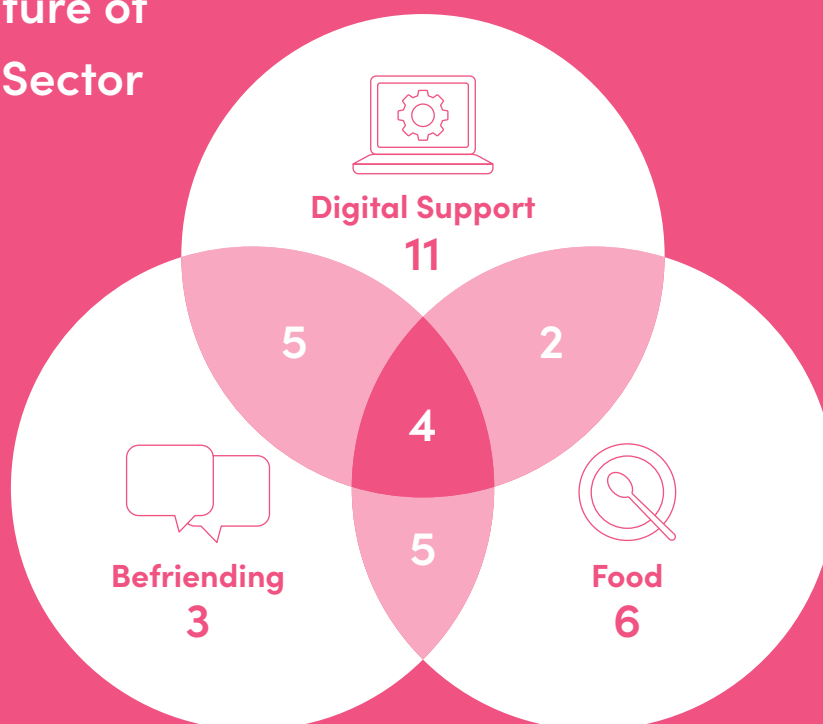 ture of
Sector
Digital Support
11
5
2
4
5
Befriending
3
Food
6